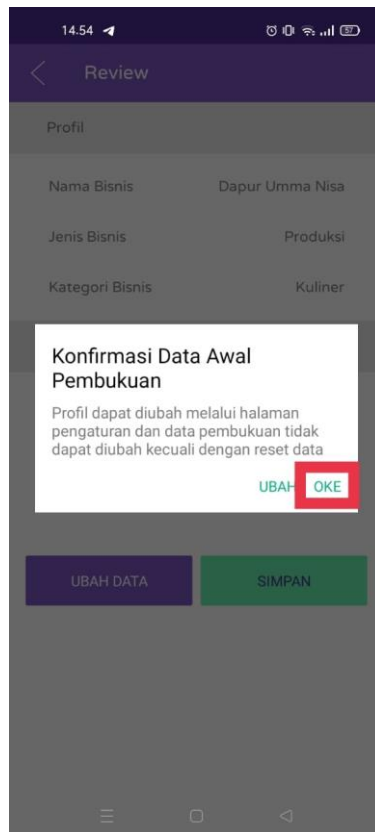 14.54
57
Review
Profil
Nama Bisnis Dapur Umma Nisa
Jenis Bisnis Produksi
Kategori Bisnis Kuliner
Konfirmasi Data Awal
Pembukuan
Profil dapat diubah melalui halaman
pengaturan dan data pembukuan tidak
dapat diubah kecuali dengan reset data
UBAH OKE
UBAH DATA SIMPAN